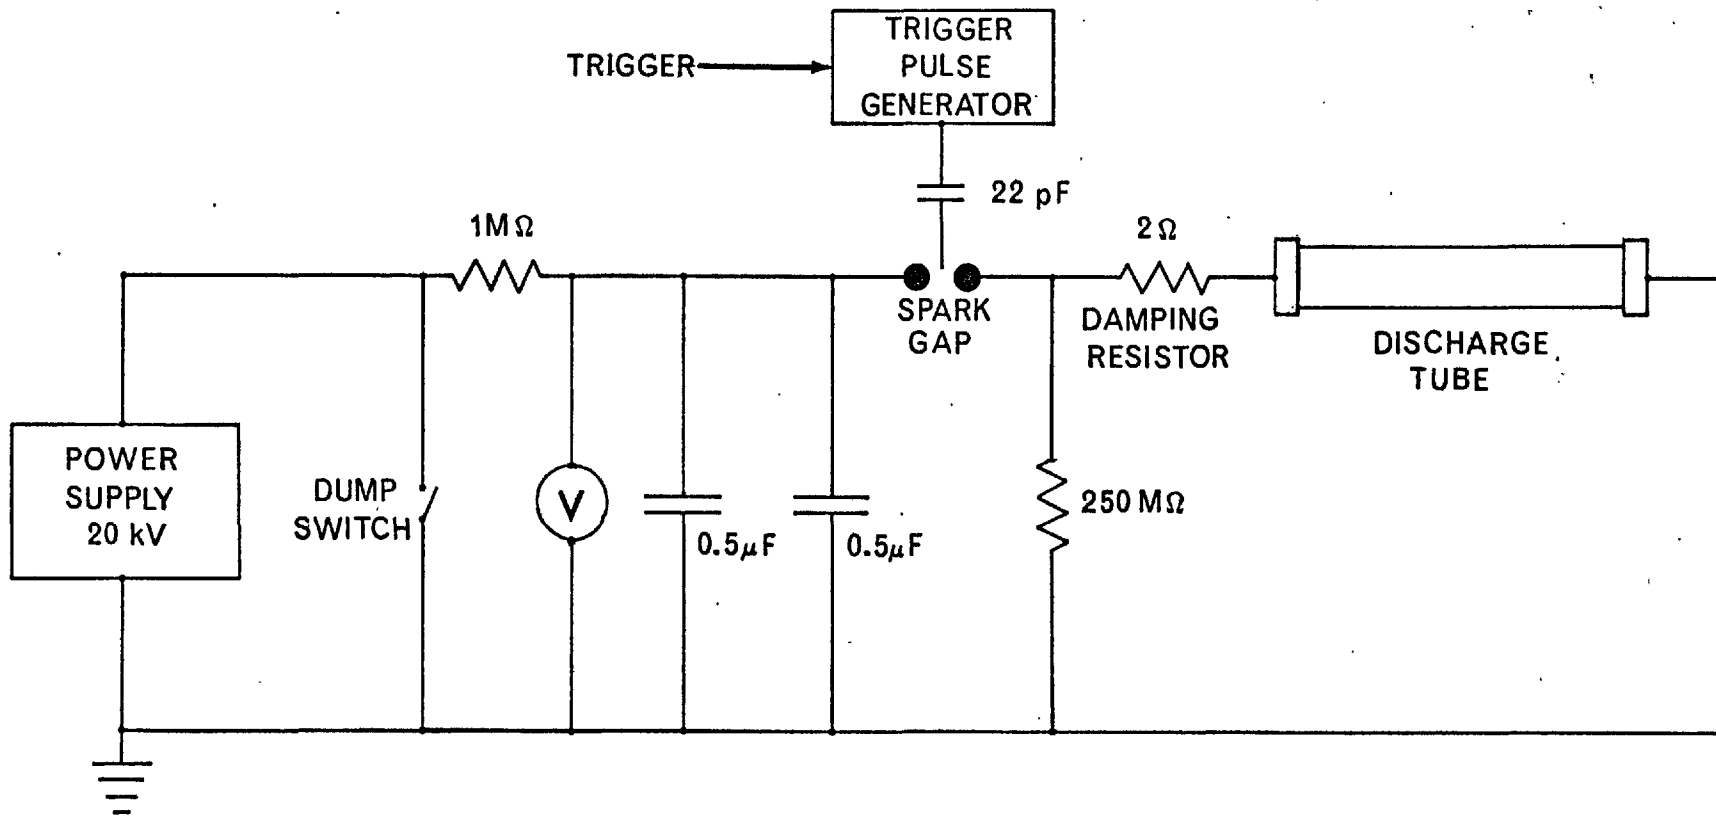 TRIGGER
TRIGGER
PULSE
GENERATOR
22 pF
1MΩ
2Ω
SPARK
GAP
DAMPING
RESISTOR
DISCHARGE
TUBE
POWER
SUPPLY
20 kV
DUMP
SWITCH
V
0.5μF
0.5μF
250 MΩ